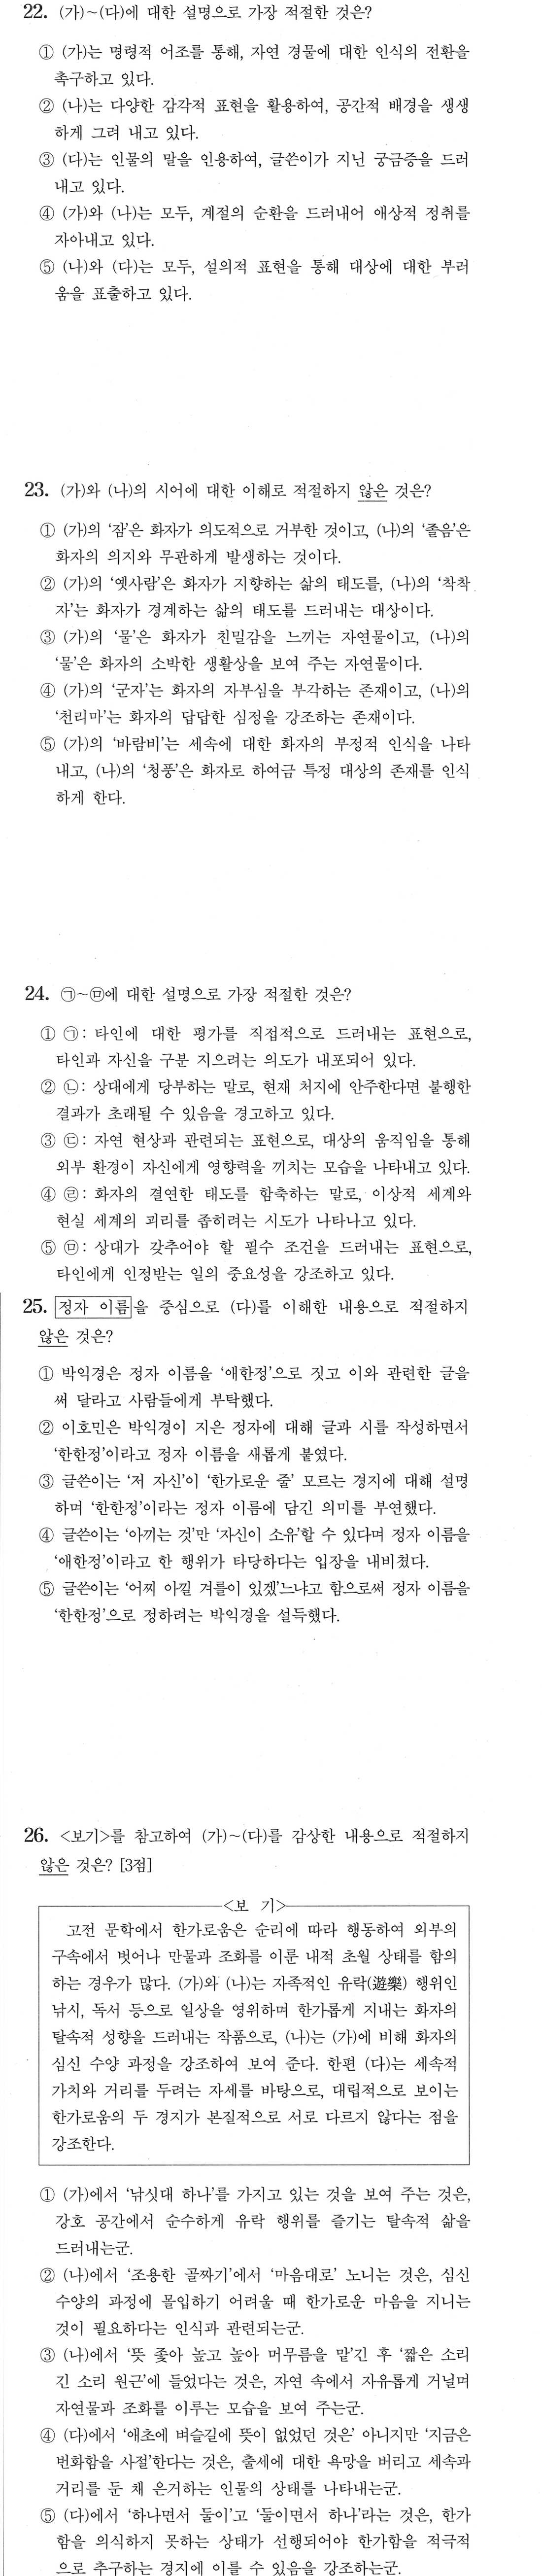 22. (가)~(다)에 대한 설명으로 가장 적절한 것은?
① (가)는 명령적 어조를 통해, 자연 경물에 대한 인식의 전환을
촉구하고 있다.
② (나)는 다양한 감각적 표현을 활용하여, 공간적 배경을 생생
하게 그려 내고 있다.
③ (다)는 인물의 말을 인용하여, 글쓴이가 지닌 궁금증을 드러
내고 있다.
④ (가)와 (나)는 모두, 계절의 순환을 드러내어 애상적 정취를
자아내고 있다.
⑤ (나)와 (다)는 모두, 설의적 표현을 통해 대상에 대한 부러
움을 표출하고 있다.
23. (가)와 (나)의 시어에 대한 이해로 적절하지 않은 것은?
① (가)의 ‘잠’은 화자가 의도적으로 거부한 것이고, (나)의 ‘졸음’은
화자의 의지와 무관하게 발생하는 것이다.
② (가)의 ‘옛사람’은 화자가 지향하는 삶의 태도를, (나)의 ‘착착
자’는 화자가 경계하는 삶의 태도를 드러내는 대상이다.
③ (가)의 ‘물’은 화자가 친밀감을 느끼는 자연물이고, (나)의
‘물’은 화자의 소박한 생활상을 보여 주는 자연물이다.
④ (가)의 ‘군자’는 화자의 자부심을 부각하는 존재이고, (나)의
‘천리마’는 화자의 답답한 심정을 강조하는 존재이다.
⑤ (가)의 ‘바람비’는 세속에 대한 화자의 부정적 인식을 나타
내고, (나)의 ‘청풍’은 화자로 하여금 특정 대상의 존재를 인식
하게 한다.
24. ㉠~㉤에 대한 설명으로 가장 적절한 것은?
① ㉠: 타인에 대한 평가를 직접적으로 드러내는 표현으로,
타인과 자신을 구분 지으려는 의도가 내포되어 있다.
② ㉡: 상대에게 당부하는 말로, 현재 처지에 안주한다면 불행한
결과가 초래될 수 있음을 경고하고 있다.
③ ㉢: 자연 현상과 관련되는 표현으로, 대상의 움직임을 통해
외부 환경이 자신에게 영향력을 끼치는 모습을 나타내고 있다.
④ ㉣: 화자의 결연한 태도를 함축하는 말로, 이상적 세계와
현실 세계의 괴리를 좁히려는 시도가 나타나고 있다.
⑤ ㉤: 상대가 갖추어야 할 필수 조건을 드러내는 표현으로,
타인에게 인정받는 일의 중요성을 강조하고 있다.
25. 정자 이름을 중심으로 (다)를 이해한 내용으로 적절하지
않은 것은?
① 박익경은 정자 이름을 ‘애한정’으로 짓고 이와 관련한 글을
써 달라고 사람들에게 부탁했다.
② 이호민은 박익경이 지은 정자에 대해 글과 시를 작성하면서
‘한한정’이라고 정자 이름을 새롭게 붙였다.
③ 글쓴이는 ‘저 자신’이 ‘한가로운 줄’ 모르는 경지에 대해 설명
하며 ‘한한정’이라는 정자 이름에 담긴 의미를 부연했다.
④ 글쓴이는 ‘아끼는 것’만 ‘자신이 소유’할 수 있다며 정자 이름을
‘애한정’이라고 한 행위가 타당하다는 입장을 내비쳤다.
⑤ 글쓴이는 ‘어찌 아낄 겨를이 있겠’느냐고 함으로써 정자 이름을
‘한한정’으로 정하려는 박익경을 설득했다.
26. <보기>를 참고하여 (가)~(다)를 감상한 내용으로 적절하지
않은 것은? [3점]
<보 기>
고전 문학에서 한가로움은 순리에 따라 행동하여 외부의
구속에서 벗어나 만물과 조화를 이룬 내적 초월 상태를 함의
하는 경우가 많다. (가)와 (나)는 자족적인 유락(遊樂) 행위인
낚시, 독서 등으로 일상을 영위하며 한가롭게 지내는 화자의
탈속적 성향을 드러내는 작품으로, (나)는 (가)에 비해 화자의
심신 수양 과정을 강조하여 보여 준다. 한편 (다)는 세속적
가치와 거리를 두려는 자세를 바탕으로, 대립적으로 보이는
한가로움의 두 경지가 본질적으로 서로 다르지 않다는 점을
강조한다.
① (가)에서 ‘낚싯대 하나’를 가지고 있는 것을 보여 주는 것은,
강호 공간에서 순수하게 유락 행위를 즐기는 탈속적 삶을
드러내는군.
② (나)에서 ‘조용한 골짜기’에서 ‘마음대로’ 노니는 것은, 심신
수양의 과정에 몰입하기 어려울 때 한가로운 마음을 지니는
것이 필요하다는 인식과 관련되는군.
③ (나)에서 ‘뜻 좇아 높고 높아 머무름을 맡’긴 후 ‘짧은 소리
긴 소리 원근’에 들었다는 것은, 자연 속에서 자유롭게 거닐며
자연물과 조화를 이루는 모습을 보여 주는군.
④ (다)에서 ‘애초에 벼슬길에 뜻이 없었던 것은’ 아니지만 ‘지금은
번화함을 사절’한다는 것은, 출세에 대한 욕망을 버리고 세속과
거리를 둔 채 은거하는 인물의 상태를 나타내는군.
⑤ (다)에서 ‘하나면서 둘이’고 ‘둘이면서 하나’라는 것은, 한가
함을 의식하지 못하는 상태가 선행되어야 한가함을 적극적
으로 추구하는 경지에 이를 수 있음을 강조하는군.